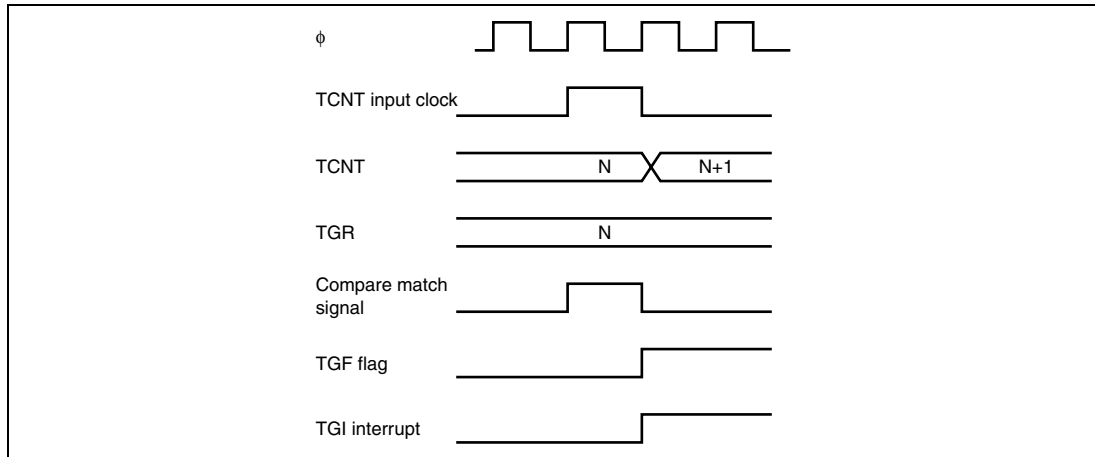 ϕ
TCNT input clock
TCNT
N
N+1
TGR
N
Compare match
signal
TGF flag
TGI interrupt